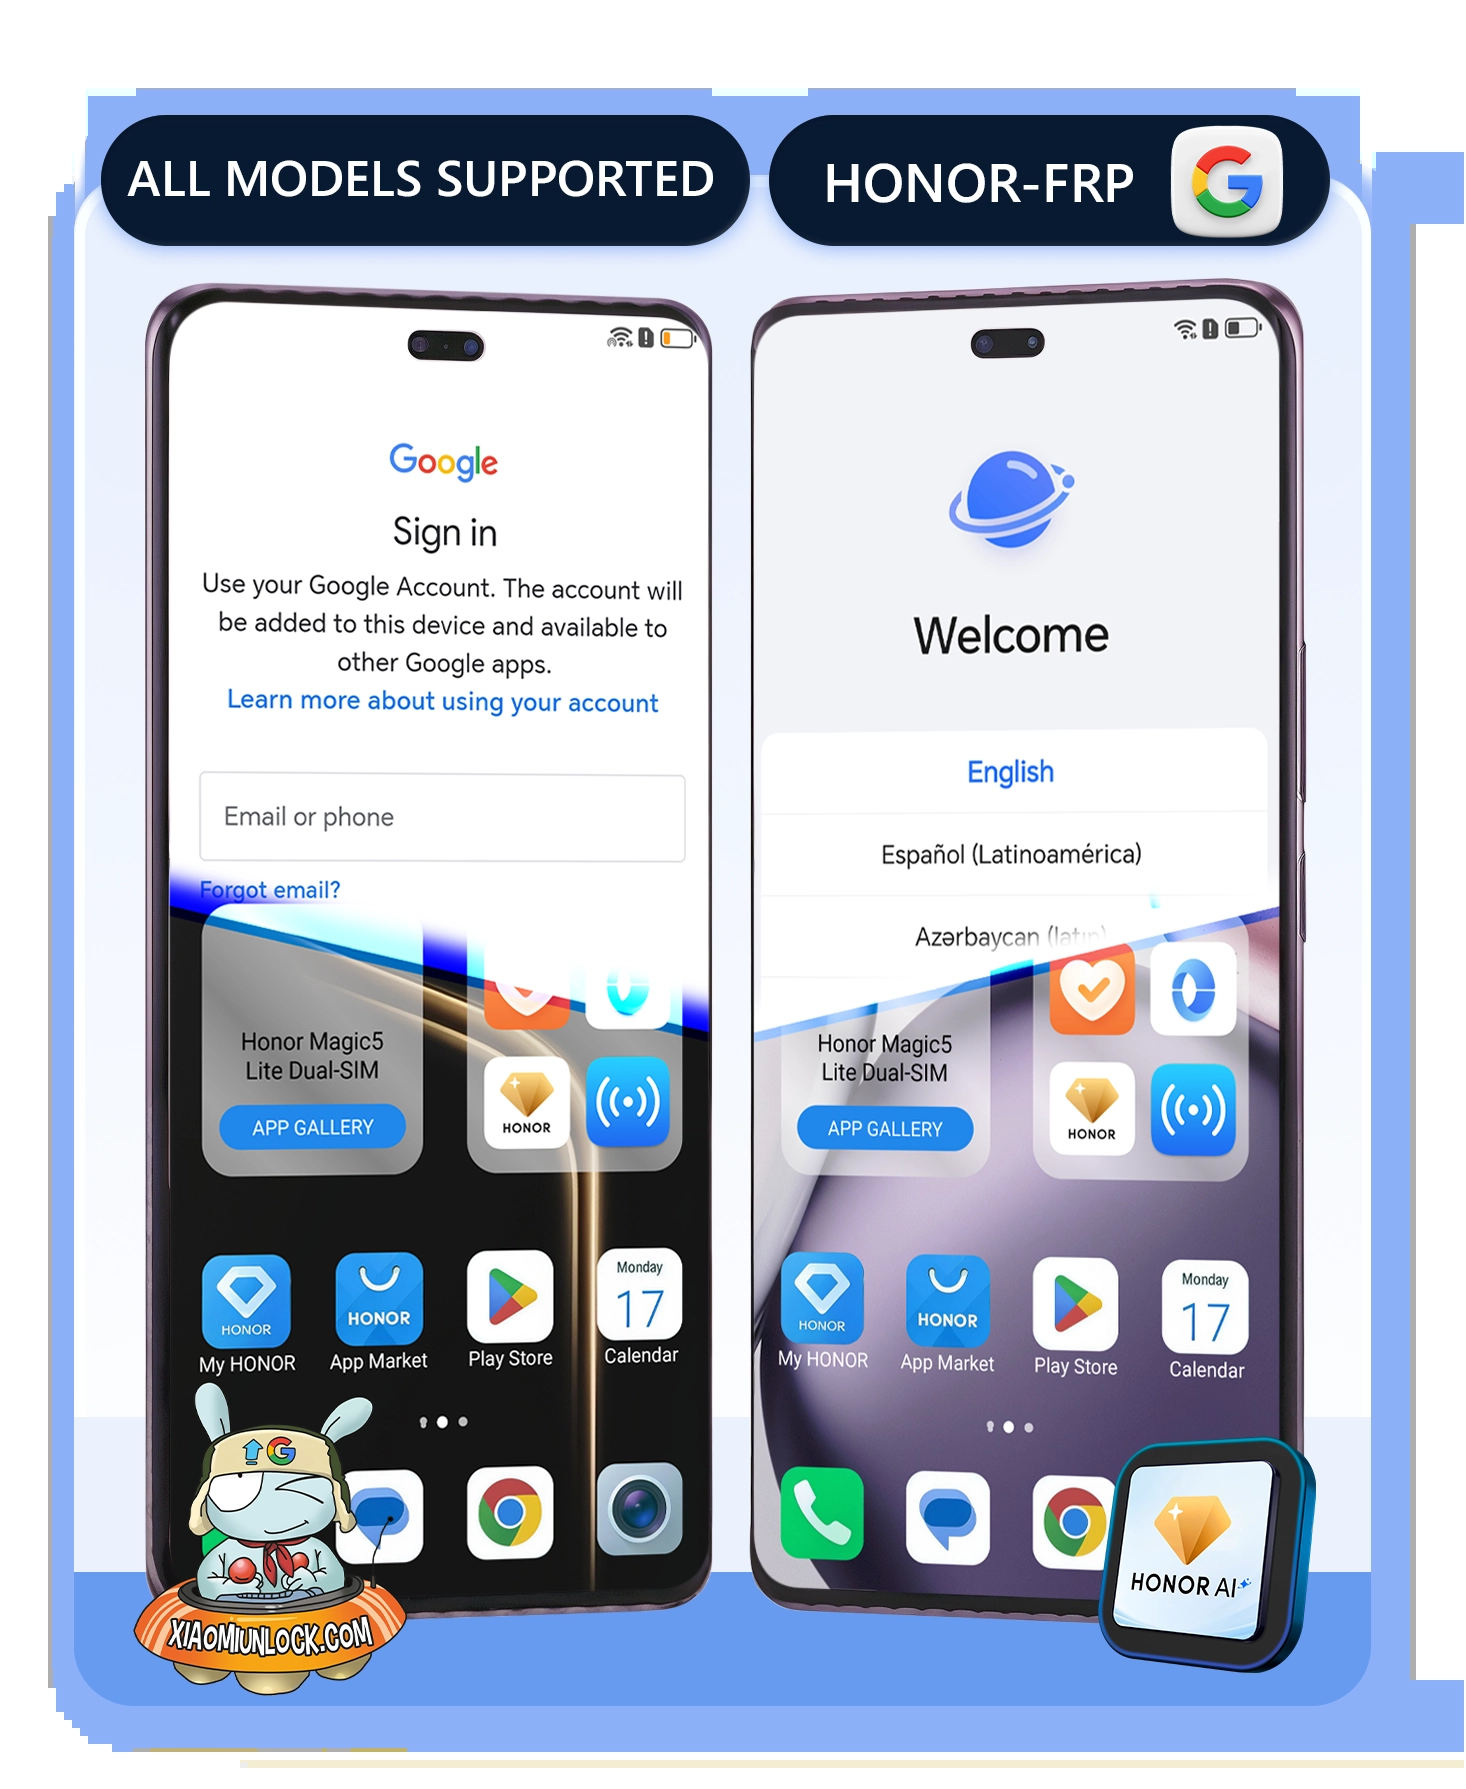 ALL MODELS SUPPORTED
HONOR-FRP
Google
Sign in
Use your Google Account. The account will
be added to this device and available to
other Google apps.
Learn more about using your account
Email or phone
Forgot email?
Honor Magic5
Lite Dual-SIM
APP GALLERY
HONOR
HONOR
My HONOR
HONOR
App Market
Play Store
Monday
17
Calendar
XIAOMIUNLOCK.COM
Welcome
English
Español (Latinoamérica)
Azərbaycan (latın)
Honor Magic5
Lite Dual-SIM
APP GALLERY
HONOR
HONOR
My HONOR
HONOR
App Market
Play Store
Monday
17
Calendar
HONOR AI